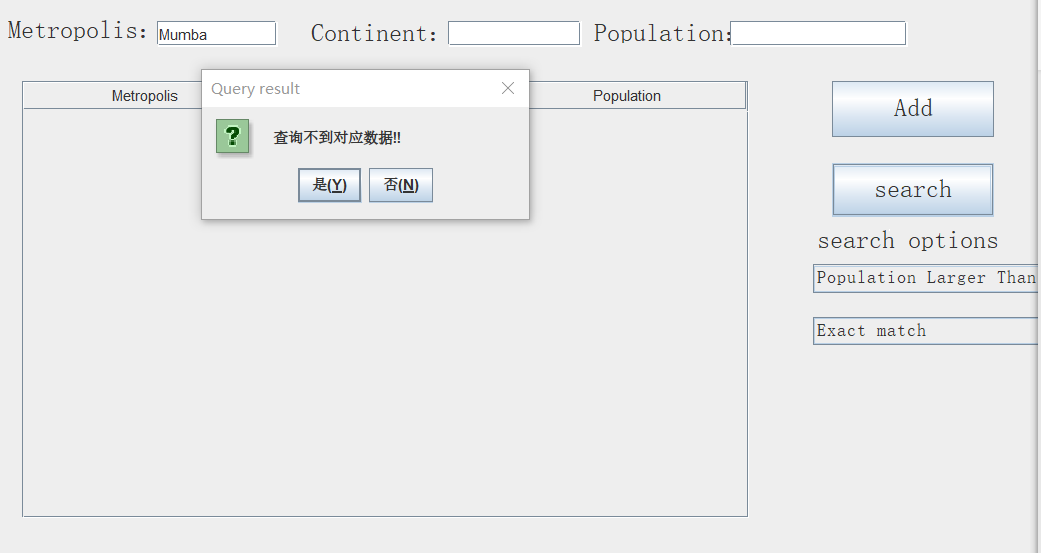 Metropolis: Mumba Continent: Population:
Query result
Metropolis Population
?
查询不到对应数据!!
是(Y) 否(N)
Add
search
search options
Population Larger Than
Exact match